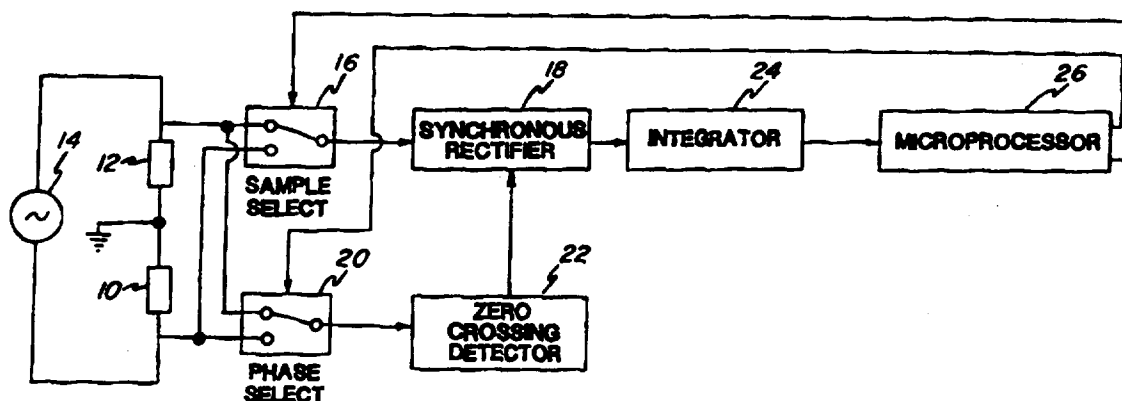 16
18
24
26
14
12
SYNCHRONOUS
RECTIFIER
INTEGRATOR
MICROPROCESSOR
SAMPLE
SELECT
10
20
22
ZERO
CROSSING
DETECTOR
PHASE
SELECT